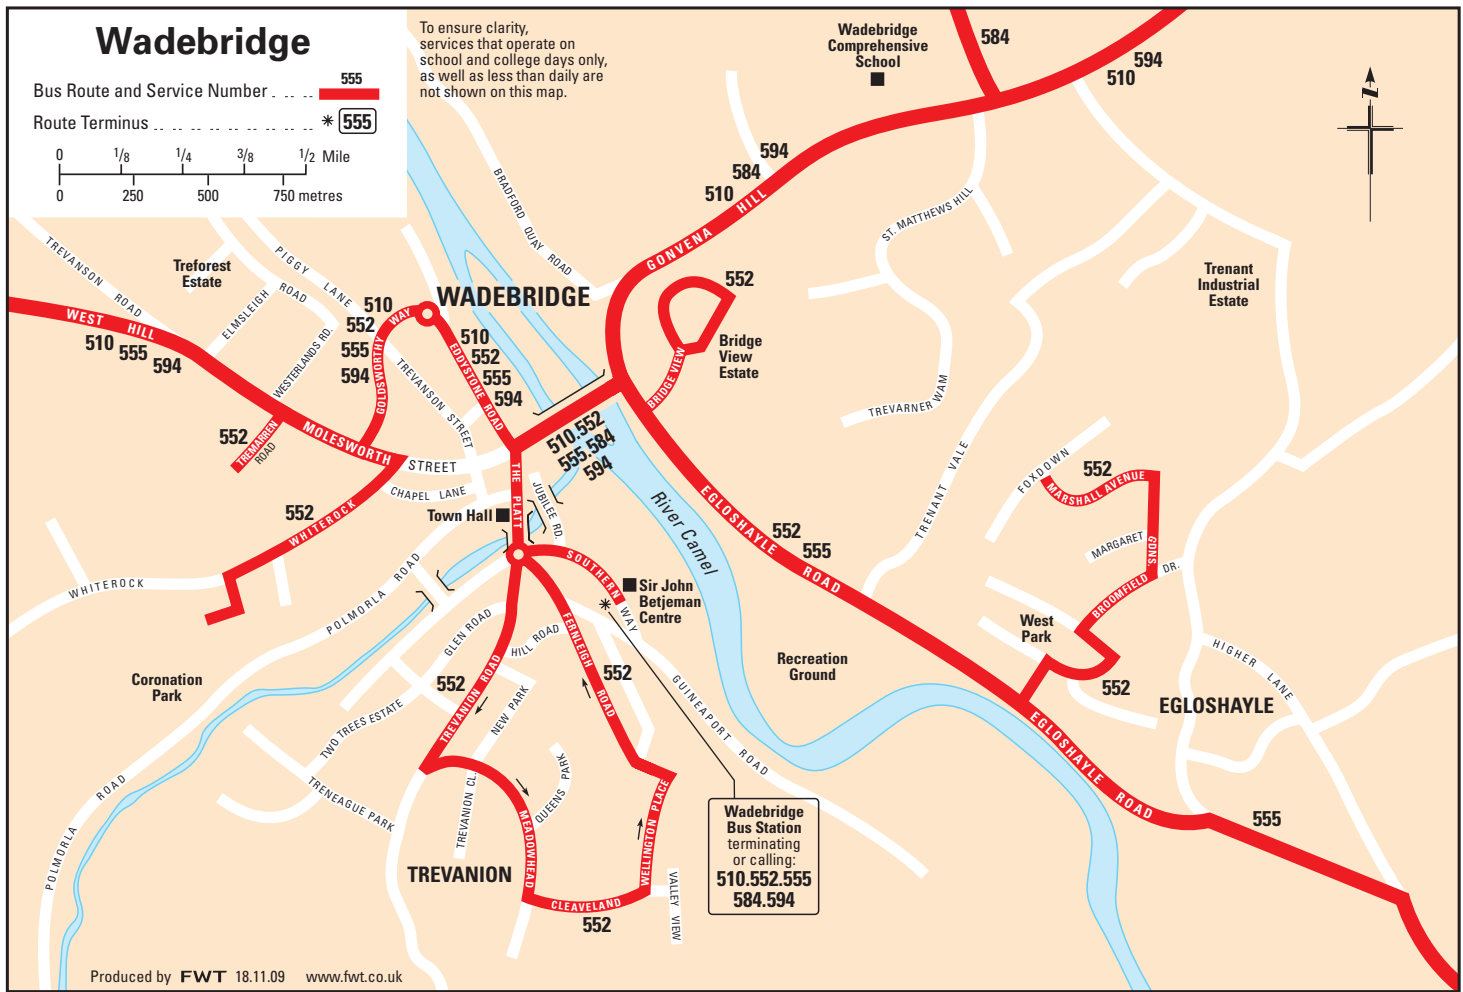 Wadebridge
555
Bus Route and Service Number
Route Terminus
* 555
0 1/8 1/4 3/8 1/2 Mile
0 250 500 750 metres
To ensure clarity,
services that operate on
school and college days only,
as well as less than daily are
not shown on this map.
Wadebridge
Comprehensive
School
584
594
510
N
594
584
510
GONVENA HILL
BRADFORD QUAY ROAD
ST. MATTHEWS HILL
Trenant
Industrial
Estate
TREVANSON ROAD
Treforest
Estate
PIGGY LANE
ELMSLEIGH ROAD
WESTERLANDS RD.
WEST HILL
510
555
594
510
552
555
594
GOLDSWORTHY WAY
WADEBRIDGE
510
552
555
594
EDDYSTONE ROAD
TREVANSON STREET
552
Bridge
View
Estate
BRIDGE VIEW
TREVARNER WAM
TRENANT VALE
552
TREMARREN
ROAD
MOLESWORTH
STREET
CHAPEL LANE
510.552
555.584
594
THE PLATT
JUBILEE RD.
Town Hall
River Camel
EGLOSHAYLE ROAD
552
555
FOXDOWN
552
MARSHALL AVENUE
MARGARET
GDNS
BROOMFIELD
DR.
552
WHITEROCK
WHITEROCK
POLMORLA ROAD
SOUTHERN
WAY
Sir John
Betjeman
Centre
*
West
Park
HIGHER LANE
552
EGLOSHAYLE
Recreation
Ground
GLEN ROAD
HILL ROAD
FERNLEIGH ROAD
552
552
TREVANION ROAD
Coronation
Park
NEW PARK
GUINEAPORT ROAD
TWO TREES ESTATE
TRENEAGUE PARK
TREVANION CL.
QUEENS PARK
MEADOWHEAD
WELLINGTON PLACE
EGLOSHAYLE ROAD
555
POLMORLA ROAD
Wadebridge
Bus Station
terminating
or calling:
510.552.555
584.594
TREVANION
CLEAVELAND
552
VALLEY VIEW
Produced by FWT 18.11.09 www.fwt.co.uk